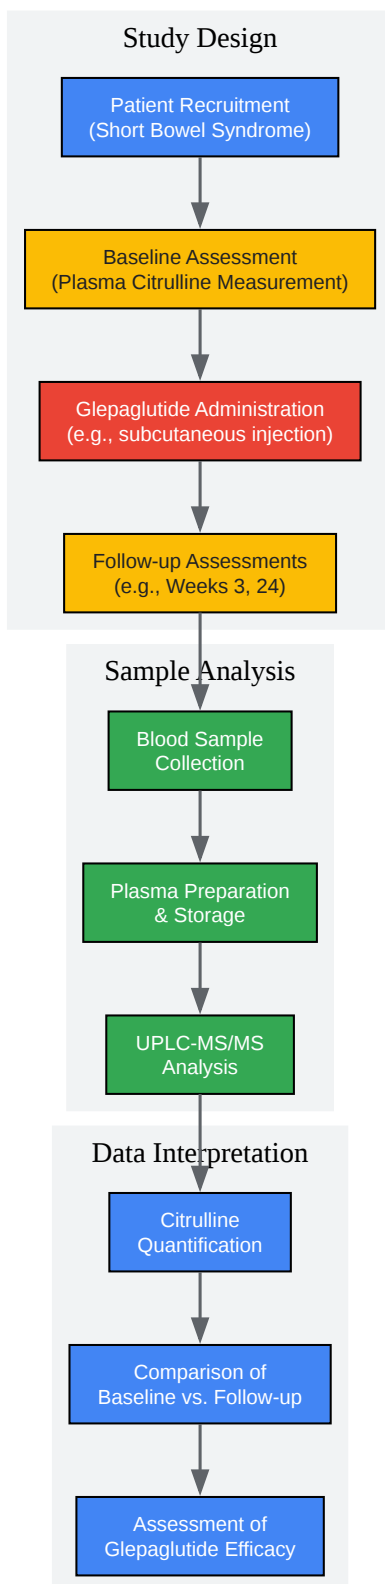 Study Design
Patient Recruitment
(Short Bowel Syndrome)
Baseline Assessment
(Plasma Citrulline Measurement)
Glepaglutide Administration
(e.g., subcutaneous injection)
Follow-up Assessments
(e.g., Weeks 3, 24)
Sample Analysis
Blood Sample
Collection
Plasma Preparation
& Storage
UPLC-MS/MS
Analysis
Data Interpretation
Citrulline
Quantification
Comparison of
Baseline vs. Follow-up
Assessment of
Glepaglutide Efficacy